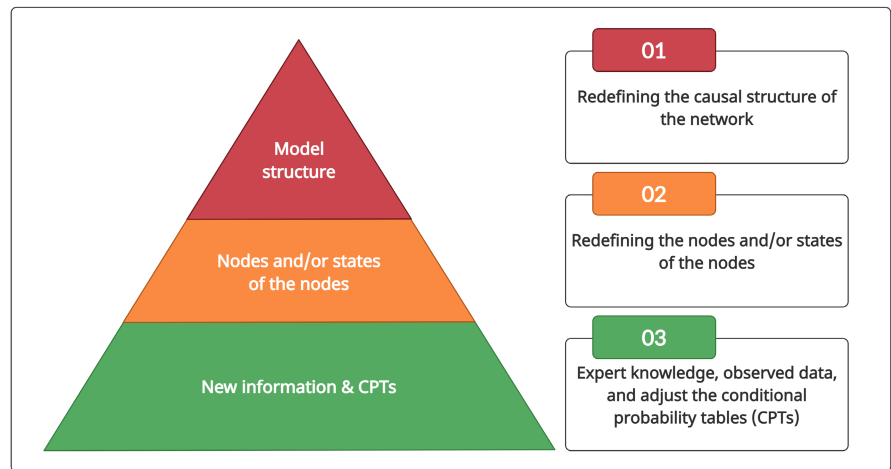 Model
structure
Nodes and/or states
of the nodes
New information & CPTs
01
Redefining the causal structure of
the network
02
Redefining the nodes and/or states
of the nodes
03
Expert knowledge, observed data,
and adjust the conditional
probability tables (CPTs)